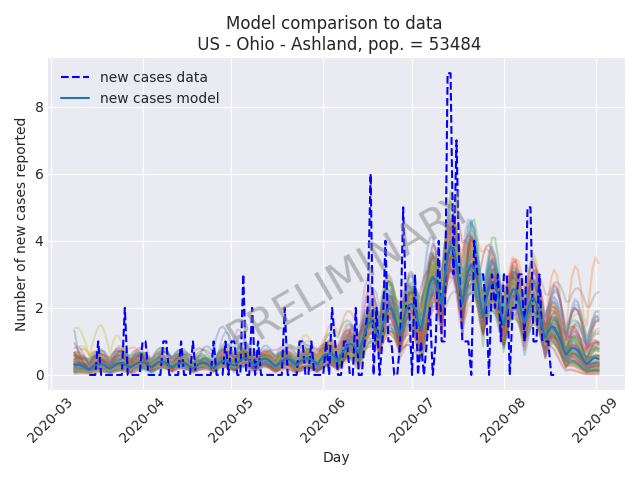 Model comparison to data
US - Ohio - Ashland, pop. = 53484
new cases data
new cases model
PRELIMINARY
Number of new cases reported
8
6
4
2
0
2020-03
2020-04
2020-05
2020-06
2020-07
2020-08
2020-09
Day